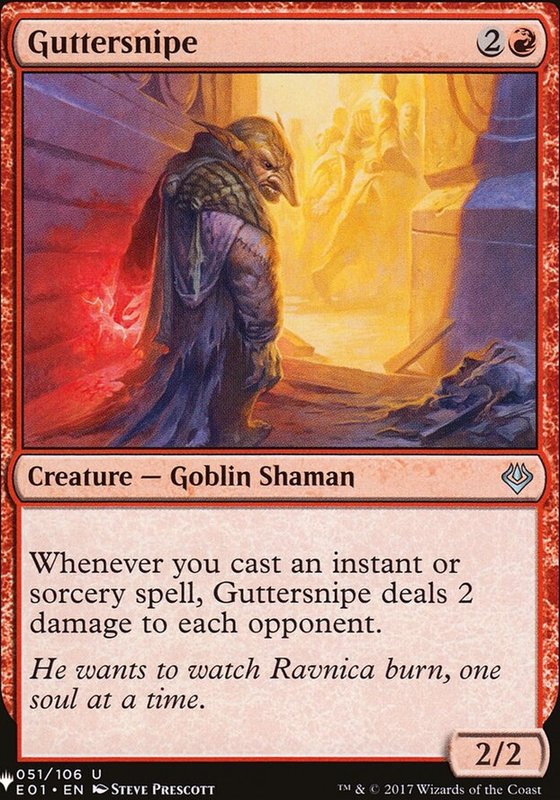 Guttersnipe 2
Creature — Goblin Shaman
Whenever you cast an instant or
sorcery spell, Guttersnipe deals 2
damage to each opponent.
He wants to watch Ravnica burn, one
soul at a time.
2/2
051/106 U
E01 • EN Steve Prescott
™ & © 2017 Wizards of the Coast